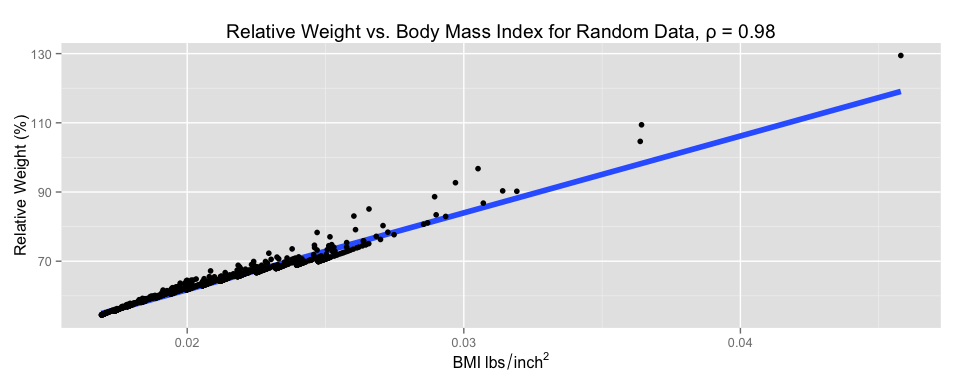 Relative Weight vs. Body Mass Index for Random Data, ρ = 0.98
130
110
90
70
Relative Weight (%)
0.02 0.03 0.04
BMI lbs/inch²